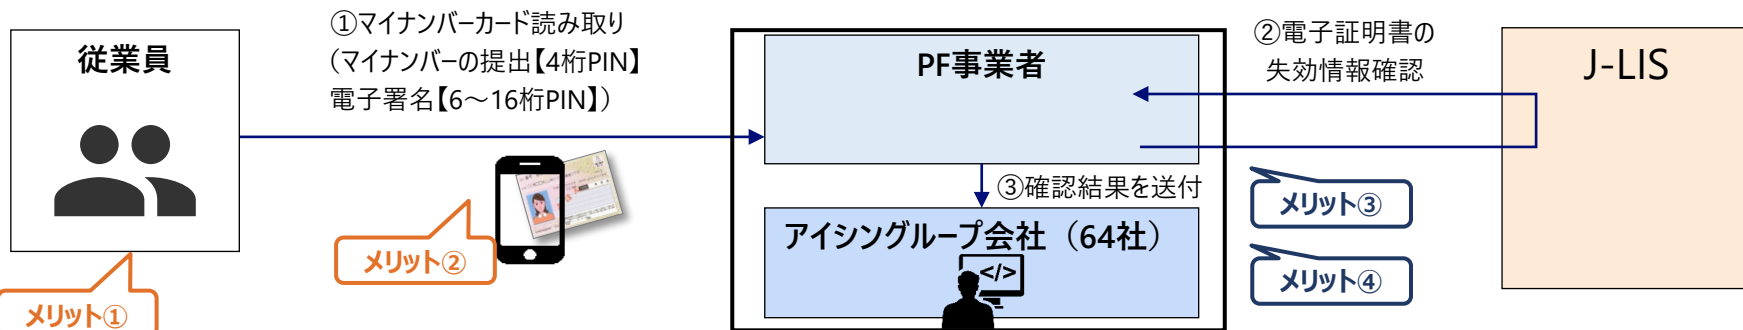 従業員
メリット①
①マイナンバーカード読み取り
（マイナンバーの提出【4桁PIN】
電子署名【6～16桁PIN】）
メリット②
PF事業者
③確認結果を送付
アイシングループ会社（64社）
</>
②電子証明書の
失効情報確認
メリット③
メリット④
J-LIS